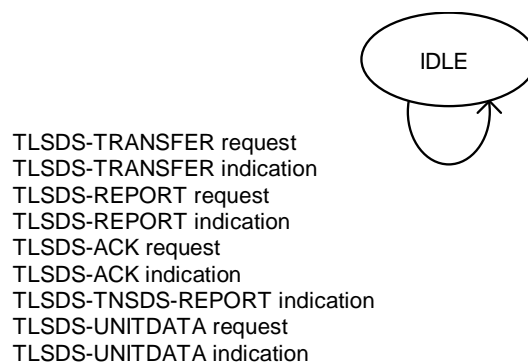 IDLE
TLSDS-TRANSFER request
TLSDS-TRANSFER indication
TLSDS-REPORT request
TLSDS-REPORT indication
TLSDS-ACK request
TLSDS-ACK indication
TLSDS-TNSDS-REPORT indication
TLSDS-UNITDATA request
TLSDS-UNITDATA indication